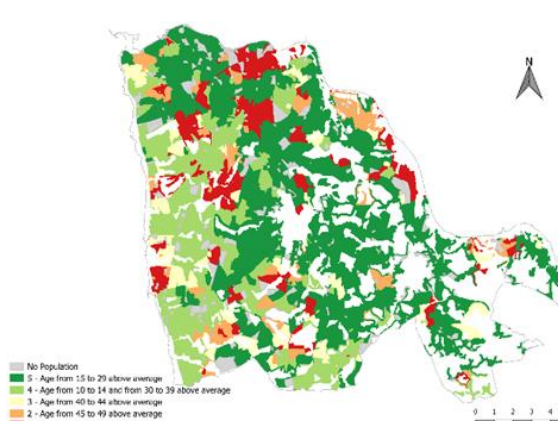 N
No Population
5 - Age from 15 to 29 above average
4 - Age from 10 to 14 and from 30 to 39 above average
3 - Age from 40 to 44 above average
2 - Age from 45 to 49 above average
0 1 2 3 4